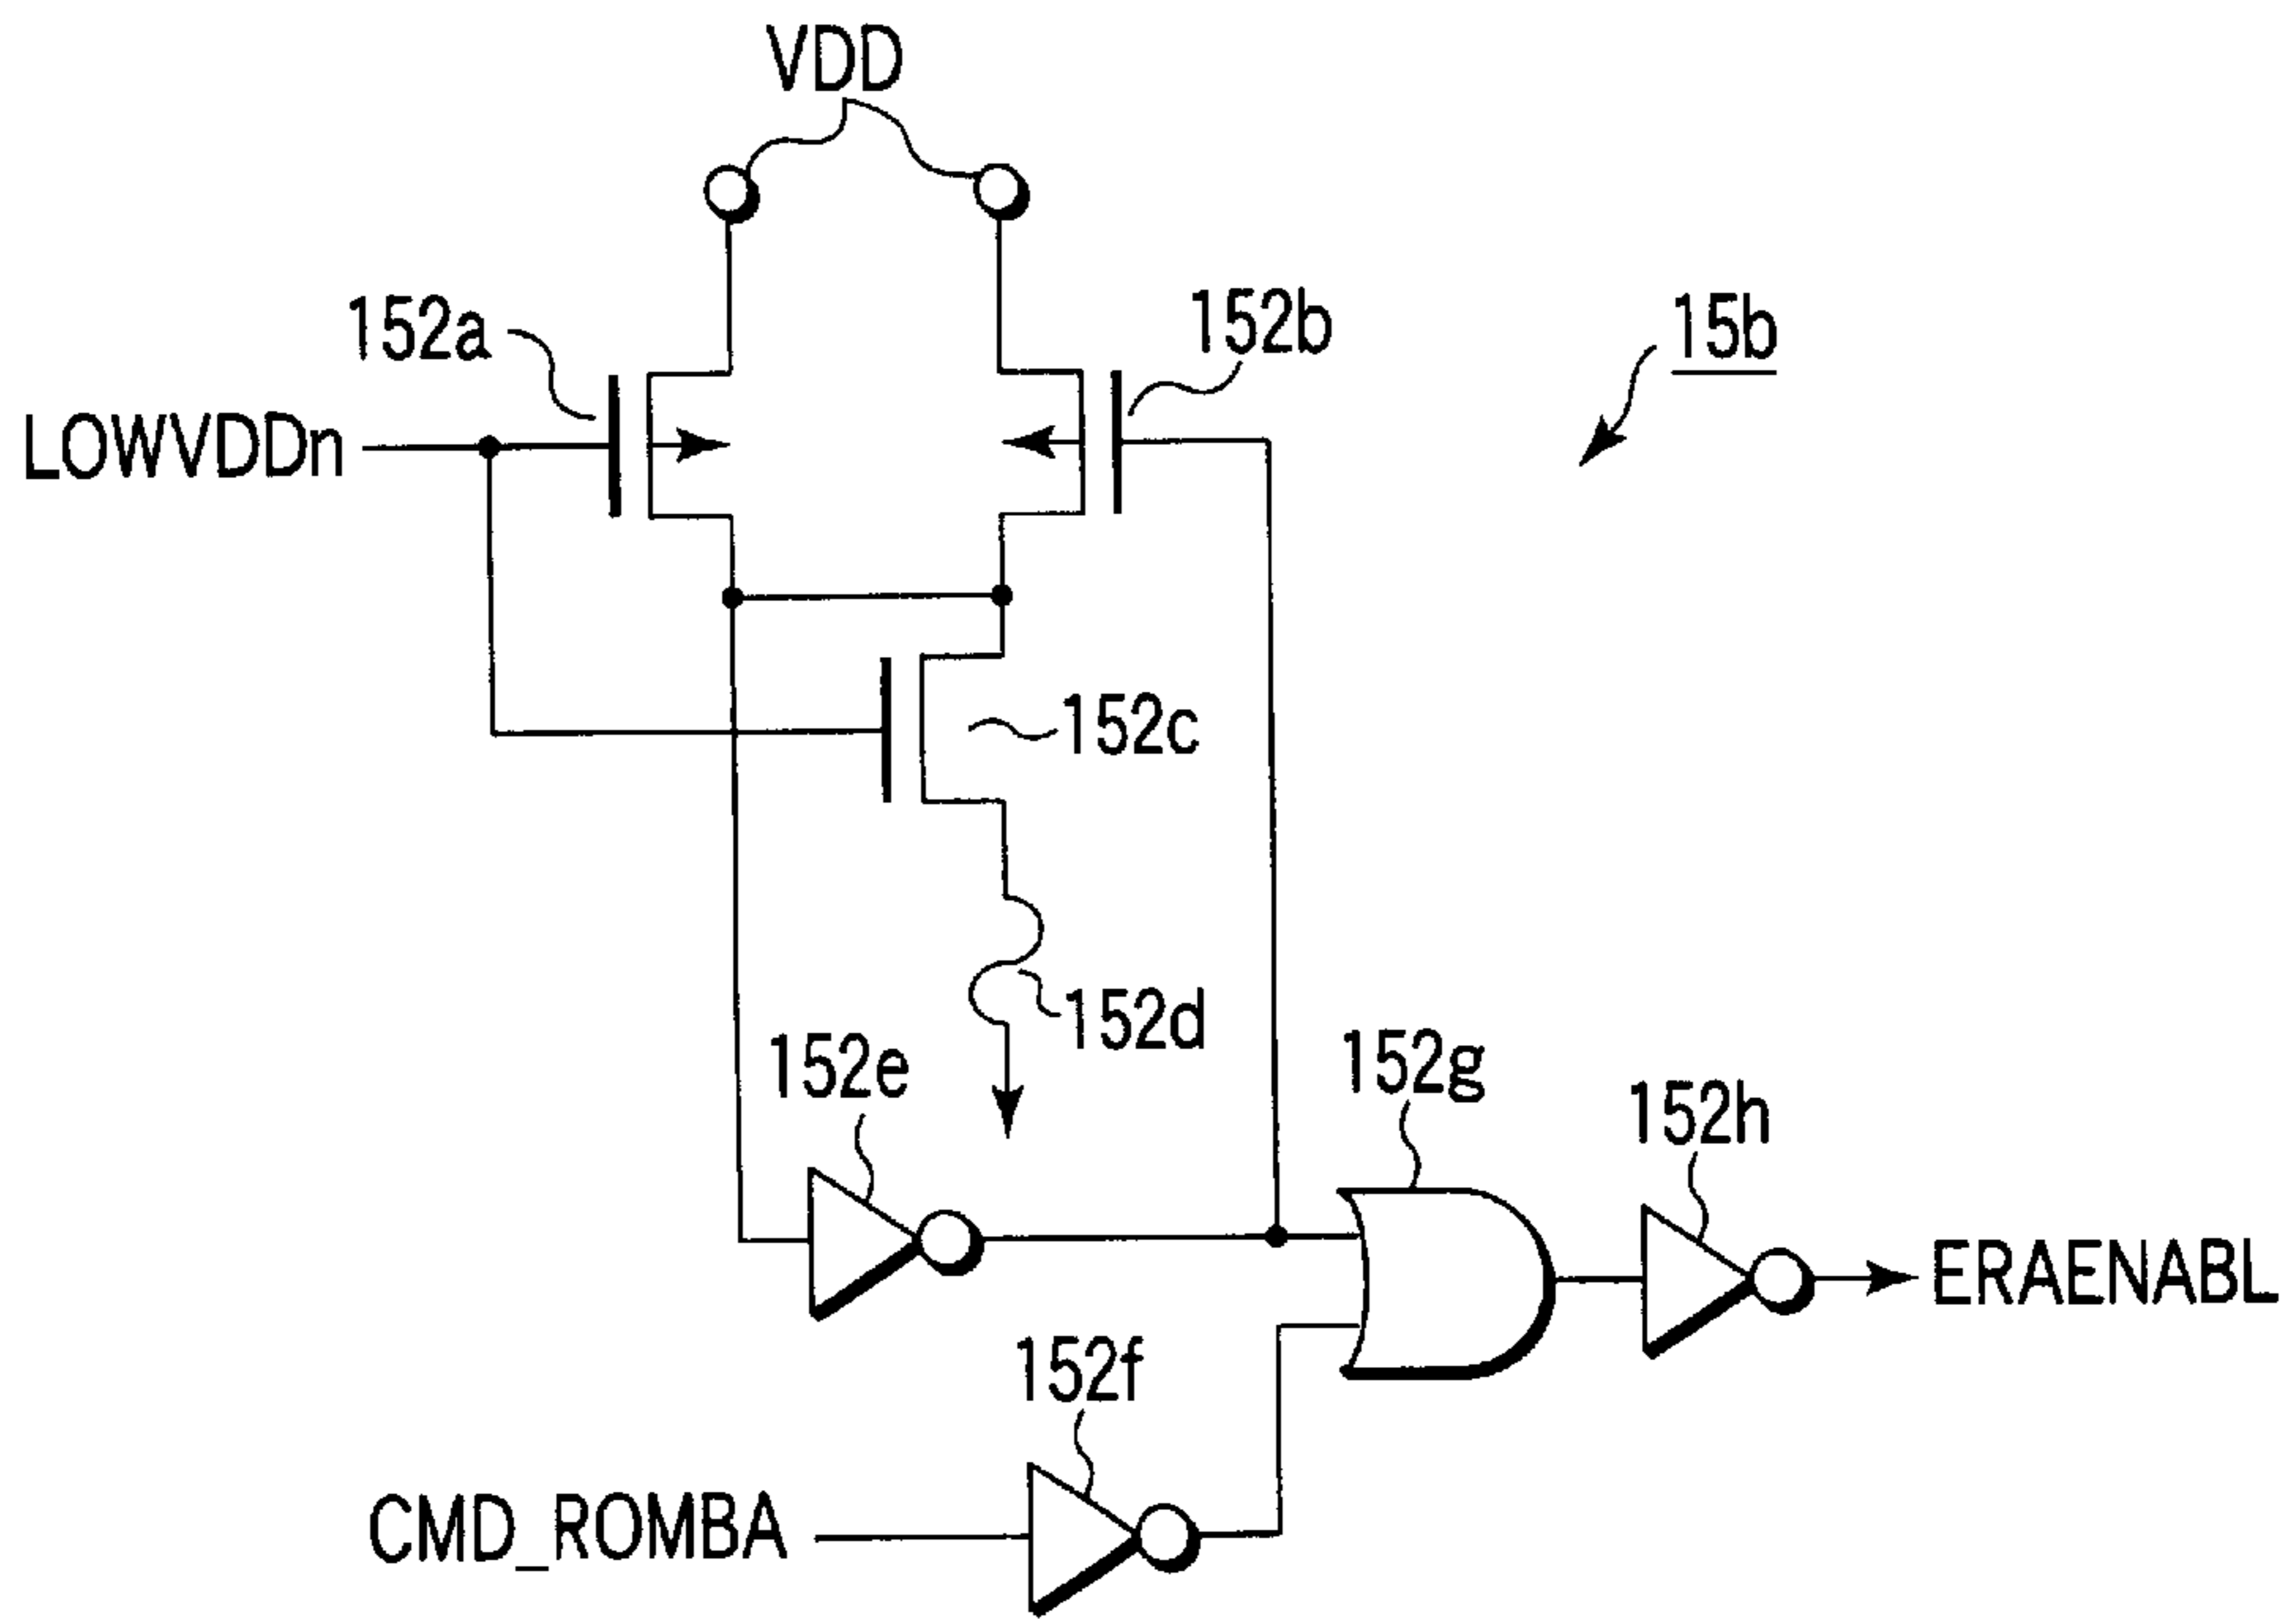 VDD
152a
152b
15b
LOWVDDn
152c
152d
152e
152g
152h
ERAENABL
152f
CMD_ROMBA